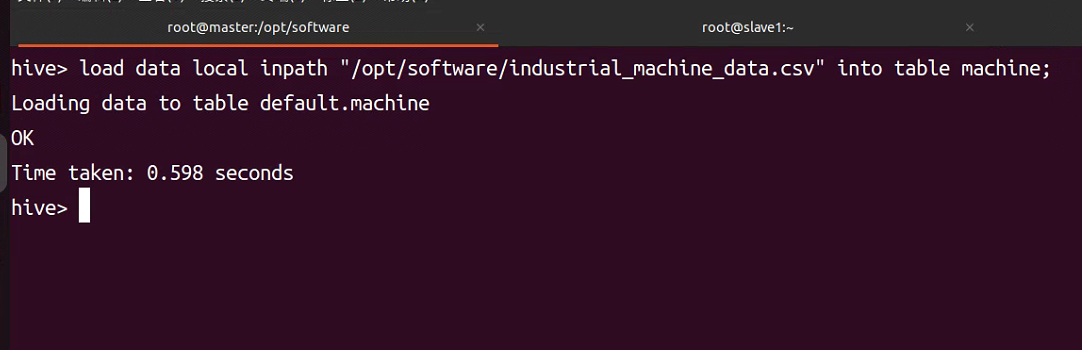 root@master:/opt/software × root@slave1:~ ×
hive> load data local inpath "/opt/software/industrial_machine_data.csv" into table machine;
Loading data to table default.machine
OK
Time taken: 0.598 seconds
hive>